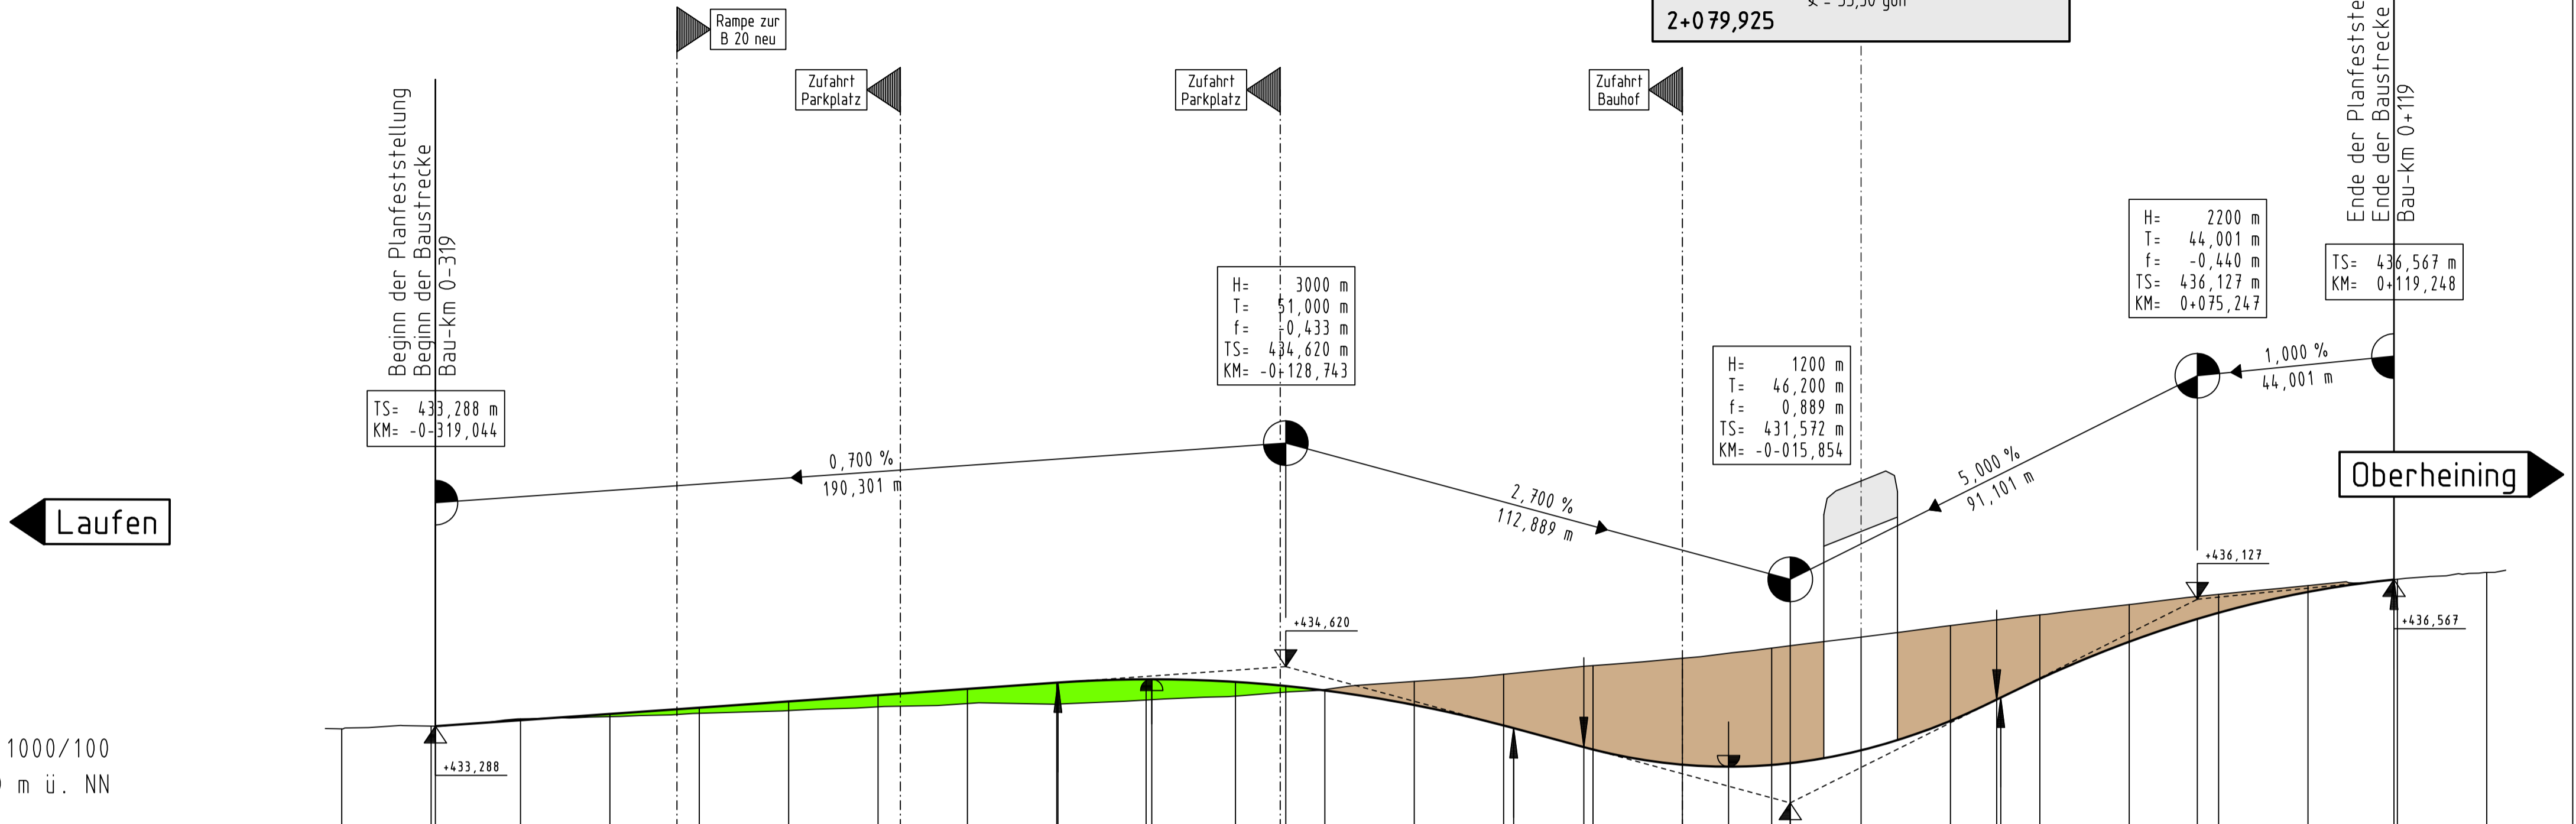 Rampe zur
B 20 neu
2+079,925
Zufahrt
Parkplatz
Zufahrt
Parkplatz
Zufahrt
Bauhof
Beginn der Planfeststellung
Beginn der Baustrecke
Bau-km 0-319
Ende der Baustrecke
Bau-km 0+119
H= 2200 m
T= 44,001 m
f= -0,440 m
TS= 436,127 m
KM= 0+075,247
TS= 436,567 m
KM= 0+119,248
H= 3000 m
T= 51,000 m
f= -0,433 m
TS= 434,620 m
KM= -0-128,743
H= 1200 m
T= 46,200 m
f= 0,889 m
TS= 431,572 m
KM= -0-015,854
TS= 433,288 m
KM= -0-319,044
1,000 %
44,001 m
0,700 %
190,301 m
2,700 %
112,889 m
5,000 %
91,101 m
Laufen
Oberheining
+436,127
+434,620
+436,567
+433,288
1000/100
m ü. NN